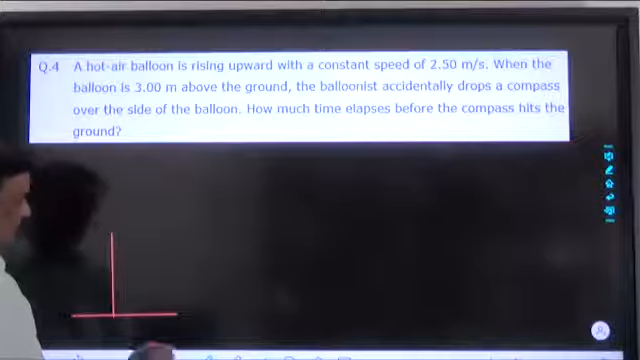 Q.4 A hot-air balloon is rising upward with a constant speed of 2.50 m/s. When the
balloon is 3.00 m above the ground, the balloonist accidentally drops a compass
over the side of the balloon. How much time elapses before the compass hits the
ground?